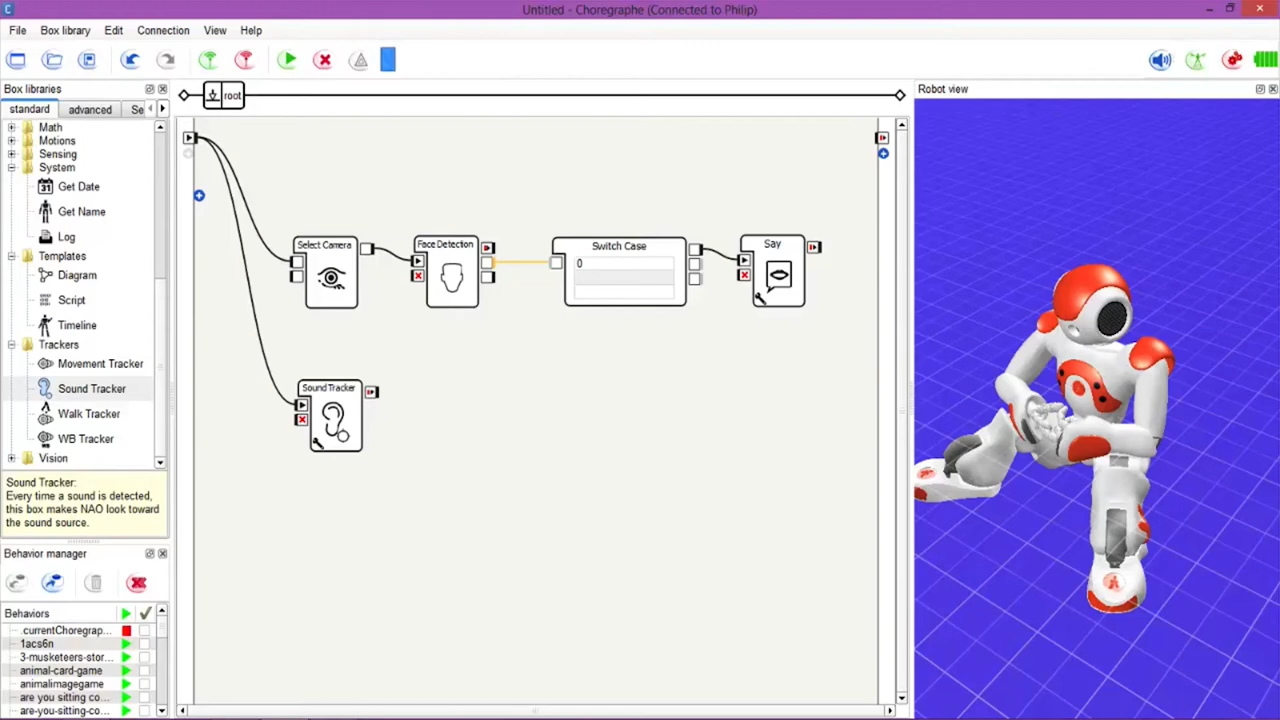 Untitled - Choregraphe (Connected to Philip)
File Box library Edit Connection View Help
Box libraries
standard advanced Se
Math
Motions
Sensing
System
31 Get Date
Get Name
Log
Templates
Diagram
Script
Timeline
Trackers
Movement Tracker
Sound Tracker
Walk Tracker
WB Tracker
Vision
Sound Tracker:
Every time a sound is detected,
this box makes NAO look toward
the sound source.
Behavior manager
Behaviors
.currentChoregrap...
1acs6n
3-musketeers-stor...
animal-card-game
animalimagegame
are you sitting co...
are-you-sitting-co...
root
Select Camera
Face Detection
Switch Case
0
Say
Sound Tracker
Robot view